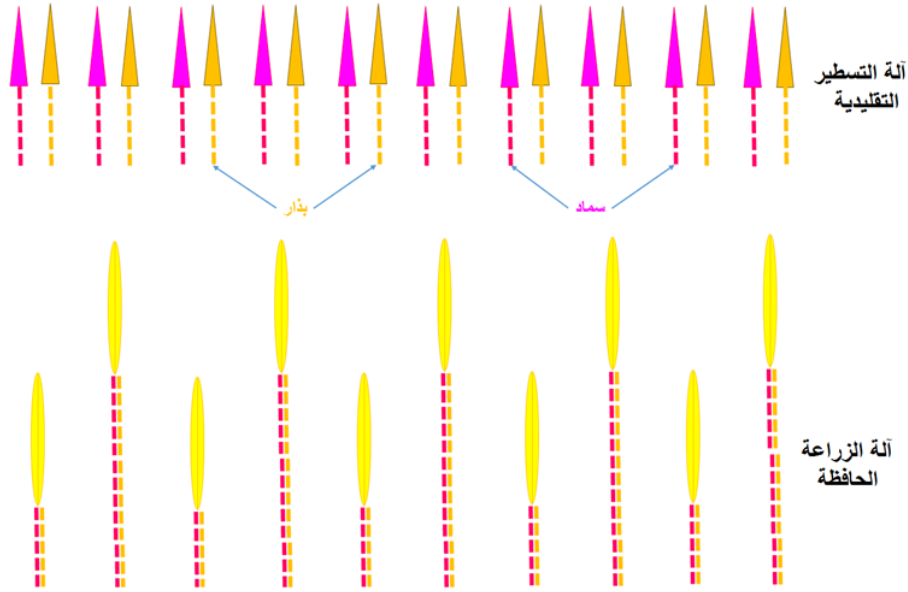 آلة التسطير
التقليدية
بذار
سماد
آلة الزراعة
الحافظة